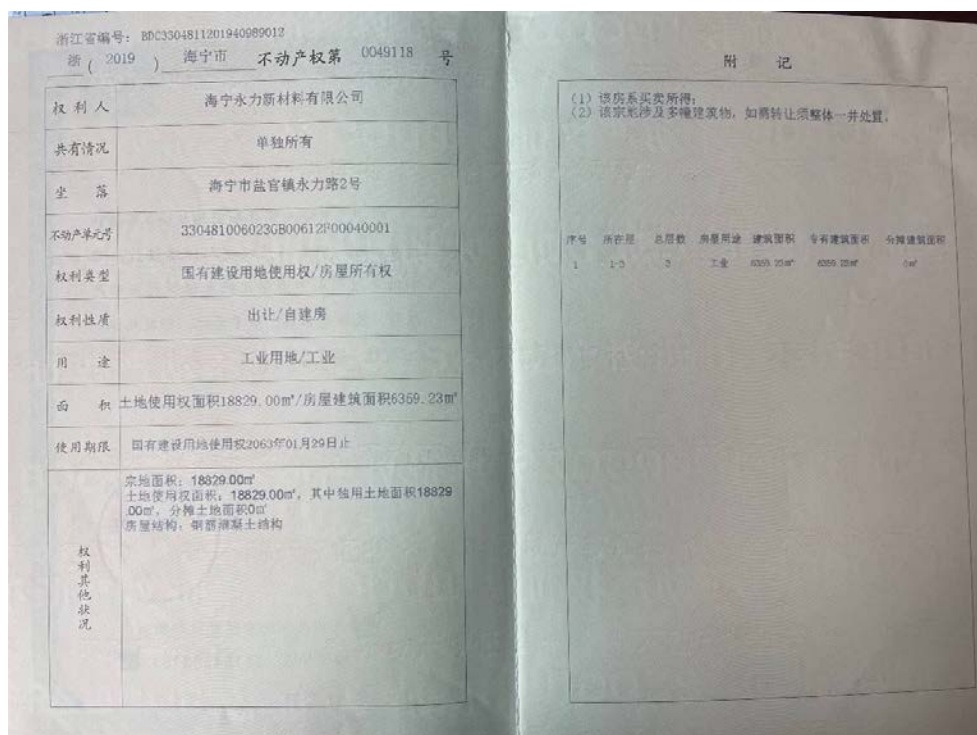 浙江省编号: BDC3304811201940989012
浙 ( 2019 ) 海宁市 不动产权第 0049118 号
权利人 海宁永力新材料有限公司
共有情况 单独所有
坐落 海宁市盐官镇永力路2号
不动产单元号 330481006023GB00612F00040001
权利类型 国有建设用地使用权/房屋所有权
权利性质 出让/自建房
用途 工业用地/工业
面积 土地使用权面积18829.00㎡/房屋建筑面积6359.23㎡
使用期限 国有建设用地使用权2063年01月29日止
权利其他状况
宗地面积: 18829.00㎡
土地使用权面积: 18829.00㎡, 其中独用土地面积18829
.00㎡, 分摊土地面积0㎡
房屋结构: 钢筋混凝土结构
附 记
(1) 该房系买卖所得;
(2) 该宗地涉及多幢建筑物, 如需转让须整体一并处置。
序号 所在层 总层数 房屋用途 建筑面积 专有建筑面积 分摊建筑面积
1 1-3 3 工业 6359.23㎡ 6359.23㎡ 0㎡